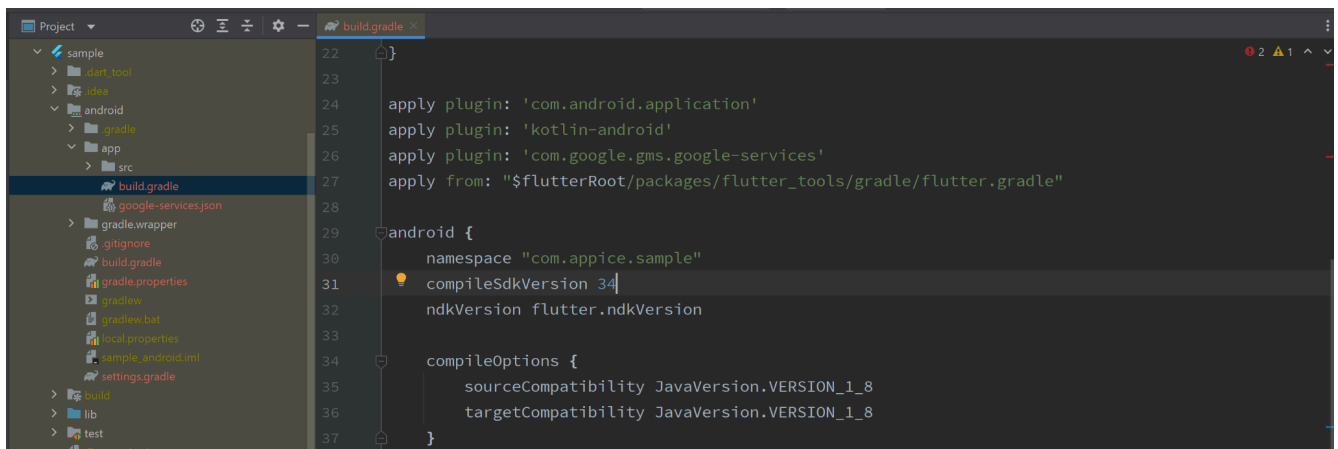 Project
build.gradle
sample
.dart_tool
.idea
android
.gradle
app
src
build.gradle
google-services.json
gradle.wrapper
.gitignore
build.gradle
gradle.properties
gradlew
gradlew.bat
local.properties
sample_android.iml
settings.gradle
build
lib
test
2 1
22 }
23
24 apply plugin: 'com.android.application'
25 apply plugin: 'kotlin-android'
26 apply plugin: 'com.google.gms.google-services'
27 apply from: "$flutterRoot/packages/flutter_tools/gradle/flutter.gradle"
28
29 android {
30 namespace "com.appice.sample"
31 compileSdkVersion 34
32 ndkVersion flutter.ndkVersion
33
34 compileOptions {
35 sourceCompatibility JavaVersion.VERSION_1_8
36 targetCompatibility JavaVersion.VERSION_1_8
37 }